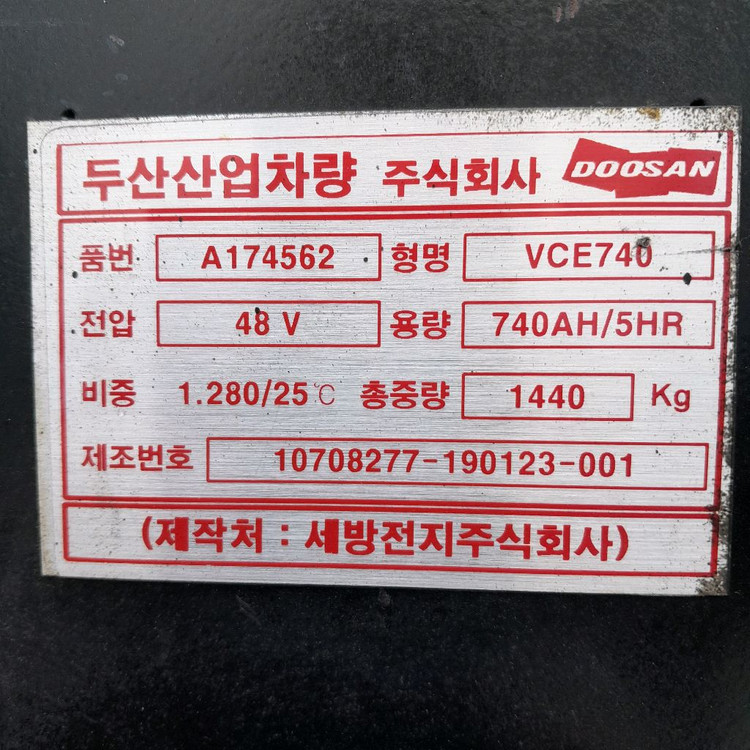 두산산업차량 주식회사 DOOSAN
품번 A174562 형명 VCE740
전압 48 V 용량 740AH/5HR
비중 1.280/25℃ 총중량 1440 Kg
제조번호 10708277-190123-001
(제작처 : 세방전지주식회사)